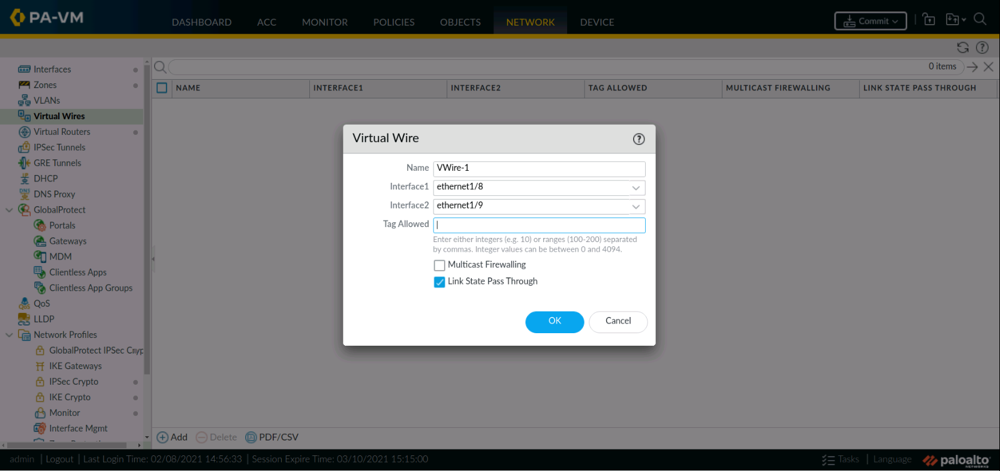 PA-VM
DASHBOARD ACC MONITOR POLICIES OBJECTS NETWORK DEVICE
Commit
Interfaces
Zones
VLANs
Virtual Wires
Virtual Routers
IPSec Tunnels
GRE Tunnels
DHCP
DNS Proxy
GlobalProtect
Portals
Gateways
MDM
Clientless Apps
Clientless App Groups
QoS
LLDP
Network Profiles
GlobalProtect IPSec Cryp
IKE Gateways
IPSec Crypto
IKE Crypto
Monitor
Interface Mgmt
0 items
NAME INTERFACE1 INTERFACE2 TAG ALLOWED MULTICAST FIREWALLING LINK STATE PASS THROUGH
Virtual Wire
Name VWire-1
Interface1 ethernet1/8
Interface2 ethernet1/9
Tag Allowed
Enter either integers (e.g. 10) or ranges (100-200) separated
by commas. Integer values can be between 0 and 4094.
Multicast Firewalling
Link State Pass Through
OK Cancel
Add Delete PDF/CSV
admin | Logout | Last Login Time: 02/08/2021 14:56:33 | Session Expire Time: 03/10/2021 15:15:00
Tasks | Language paloalto
NETWORKS